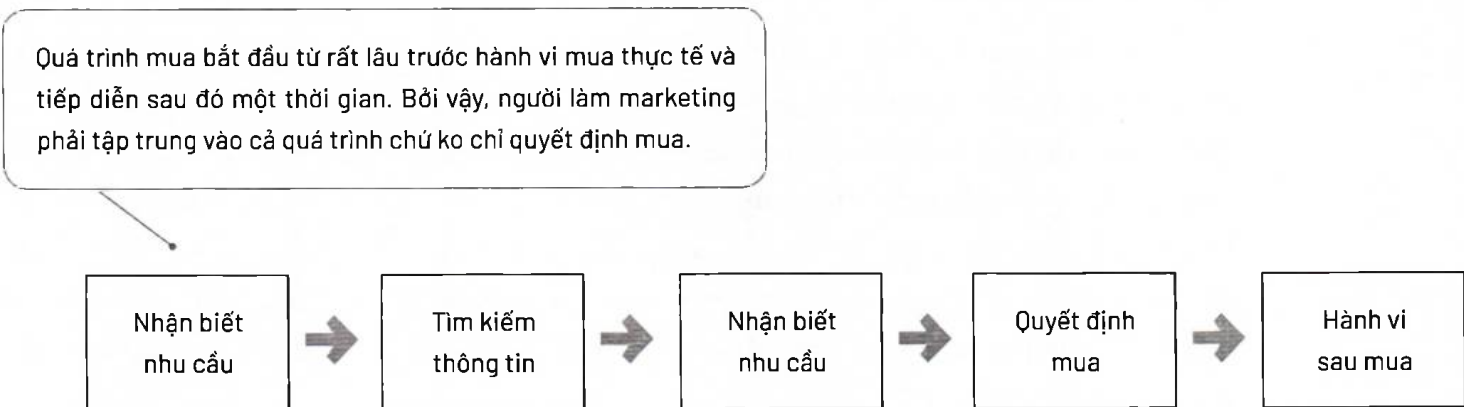 Quá trình mua bắt đầu từ rất lâu trước hành vi mua thực tế và
tiếp diễn sau đó một thời gian. Bởi vậy, người làm marketing
phải tập trung vào cả quá trình chứ ko chỉ quyết định mua.
Nhận biết
nhu cầu
Tìm kiếm
thông tin
Nhận biết
nhu cầu
Quyết định
mua
Hành vi
sau mua